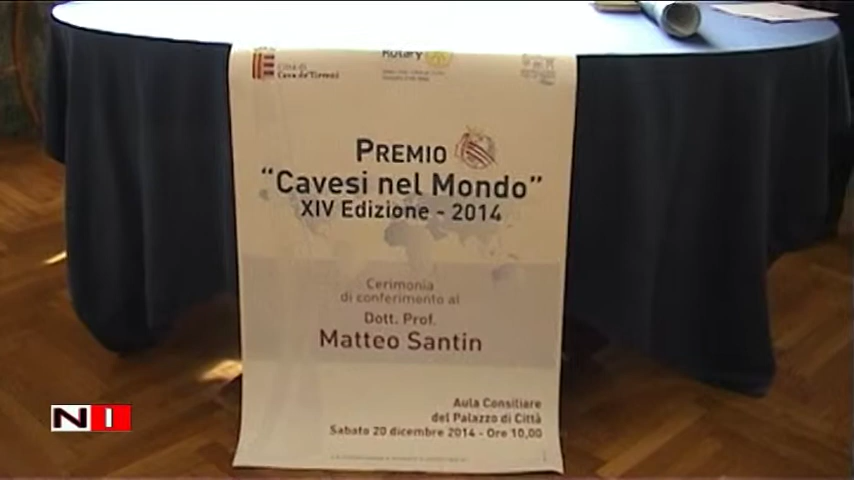 Città di
Cava de' Tirreni
Rotary
PREMIO
"Cavesi nel Mondo"
XIV Edizione - 2014
Cerimonia
di conferimento al
Dott. Prof.
Matteo Santin
Aula Consiliare
del Palazzo di Città
Sabato 20 dicembre 2014 - Ore 10,00
N1